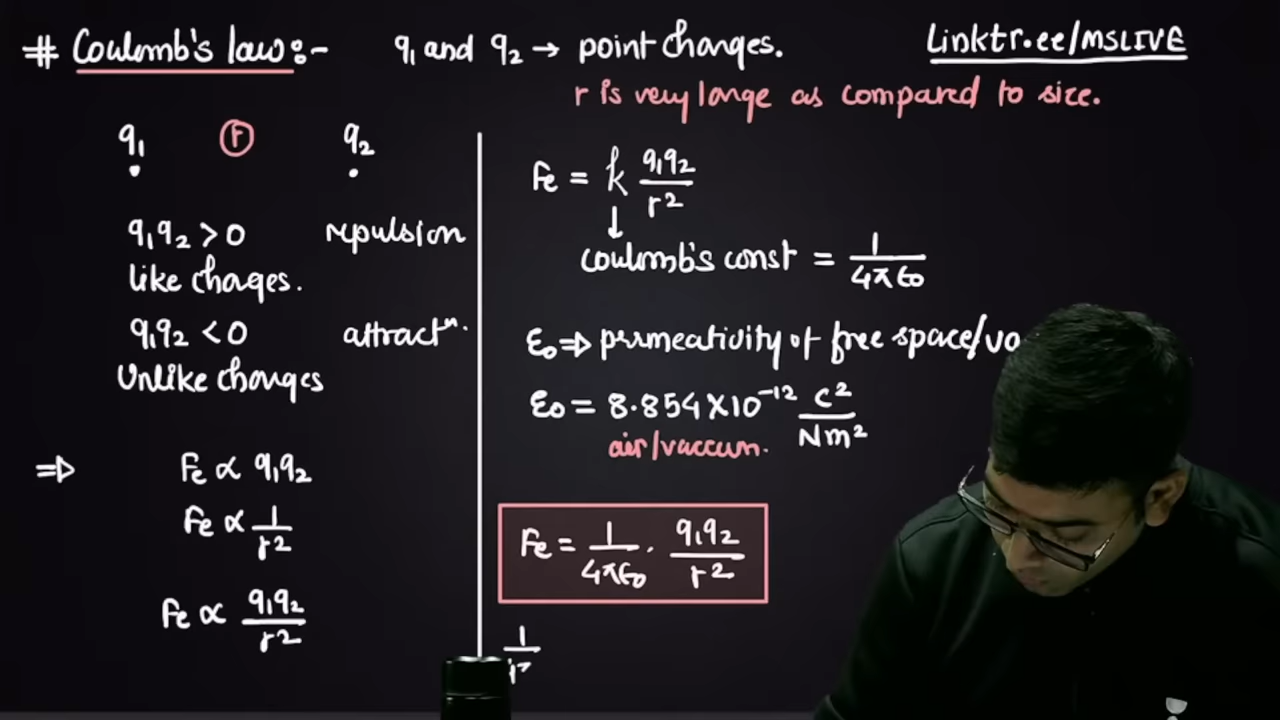 # Coulomb's law:-
q1 and q2 → point charges.
Linktr.ee/MSLIVE
r is very large as compared to size.
q1 F q2
q1q2 > 0 repulsion
like chages.
q1q2 < 0 attractⁿ.
Unlike charges
⇒ Fe ∝ q1q2
Fe ∝ 1/r²
Fe ∝ q1q2/r²
Fe = k q1q2/r²
↓
coulomb's const = 1/4πε0
ε0 ⇒ permeativity of free space/va
ε0 = 8.854×10⁻¹² C²/Nm²
air/vaccum.
Fe = 1/4πε0 . q1q2/r²